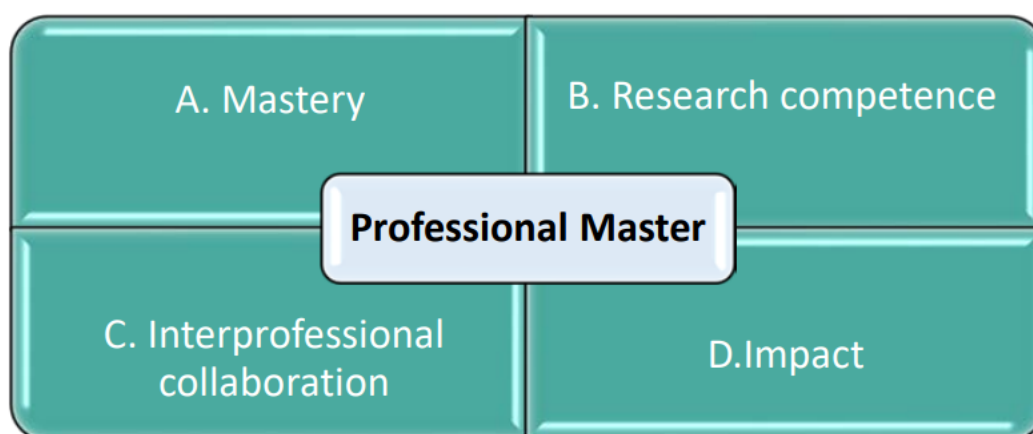 A. Mastery
B. Research competence
Professional Master
C. Interprofessional
collaboration
D.Impact